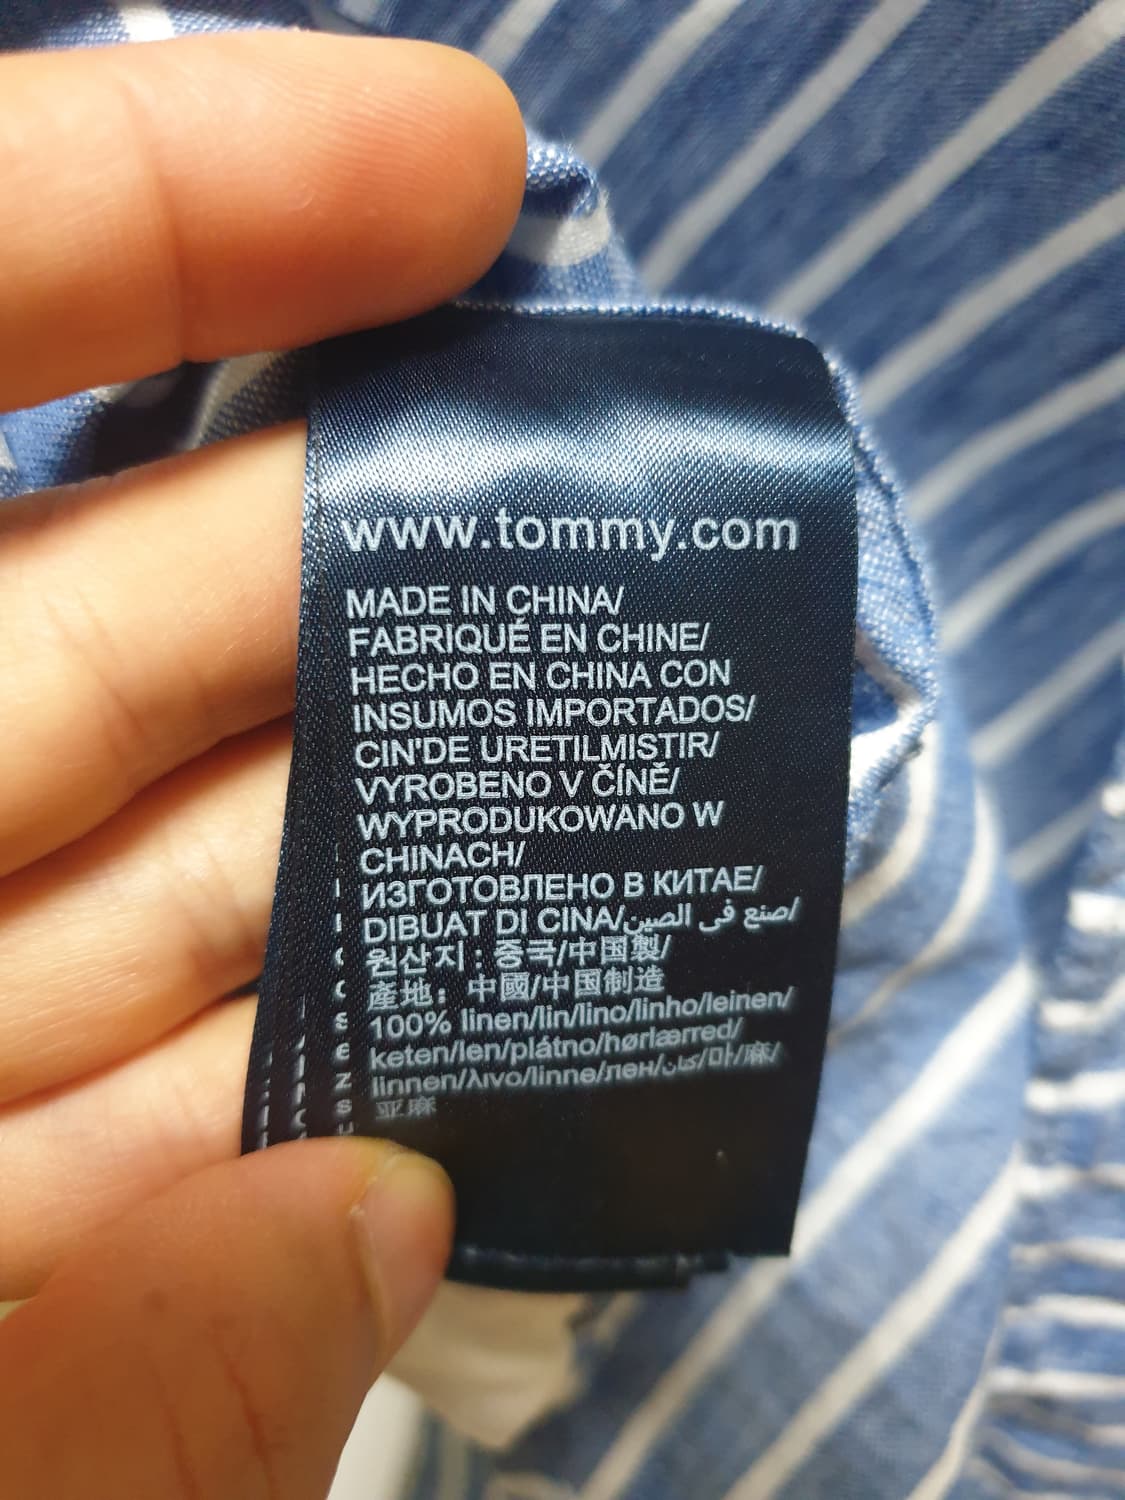 www.tommy.com
MADE IN CHINA/
FABRIQUÉ EN CHINE/
HECHO EN CHINA CON
INSUMOS IMPORTADOS/
CIN'DE URETILMISTIR/
VYROBENO V ČÍNĚ/
WYPRODUKOWANO W
CHINACH/
ИЗГОТОВЛЕНО В КИТАЕ/
DIBUAT DI CINA/صنع فى الصين/
원산지 : 중국/中国製/
產地: 中國/中国制造
100% linen/lin/lino/linho/leinen/
keten/len/plátno/hørlærred/
linnen/λινο/linne/лен/كتان/마/麻/
亚麻